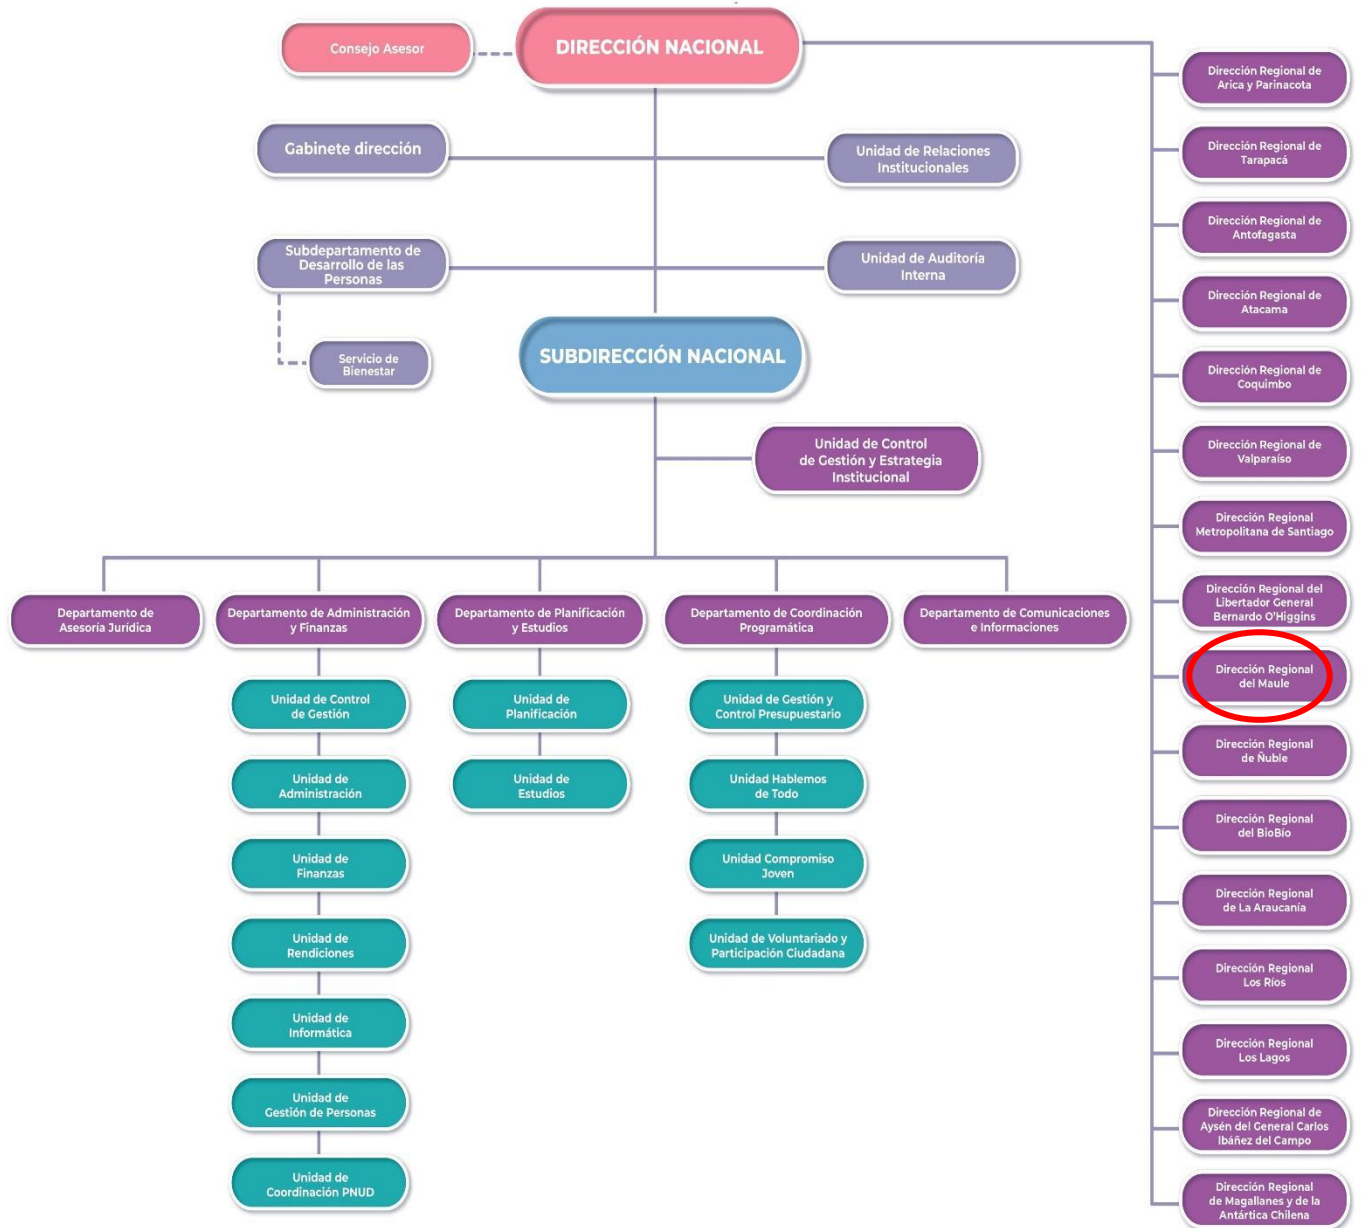 Consejo Asesor
DIRECCIÓN NACIONAL
Gabinete dirección
Unidad de Relaciones
Institucionales
Subdepartamento de
Desarrollo de las
Personas
Unidad de Auditoría
Interna
Servicio de
Bienestar
SUBDIRECCIÓN NACIONAL
Unidad de Control
de Gestión y Estrategia
Institucional
Departamento de
Asesoría Jurídica
Departamento de Administración
y Finanzas
Departamento de Planificación
y Estudios
Departamento de Coordinación
Programática
Departamento de Comunicaciones
e Informaciones
Unidad de Control
de Gestión
Unidad de
Administración
Unidad de
Finanzas
Unidad de
Rendiciones
Unidad de
Informática
Unidad de
Gestión de Personas
Unidad de
Coordinación PNUD
Unidad de
Planificación
Unidad de
Estudios
Unidad de Gestión y
Control Presupuestario
Unidad Hablemos
de Todo
Unidad Compromiso
Joven
Unidad de Voluntariado y
Participación Ciudadana
Dirección Regional de
Arica y Parinacota
Dirección Regional de
Tarapacá
Dirección Regional de
Antofagasta
Dirección Regional de
Atacama
Dirección Regional de
Coquimbo
Dirección Regional de
Valparaíso
Dirección Regional
Metropolitana de Santiago
Dirección Regional del
Libertador General
Bernardo O'Higgins
Dirección Regional
del Maule
Dirección Regional
de Ñuble
Dirección Regional
del BioBío
Dirección Regional
de La Araucanía
Dirección Regional
Los Ríos
Dirección Regional
Los Lagos
Dirección Regional de
Aysén del General Carlos
Ibáñez del Campo
Dirección Regional
de Magallanes y de la
Antártica Chilena